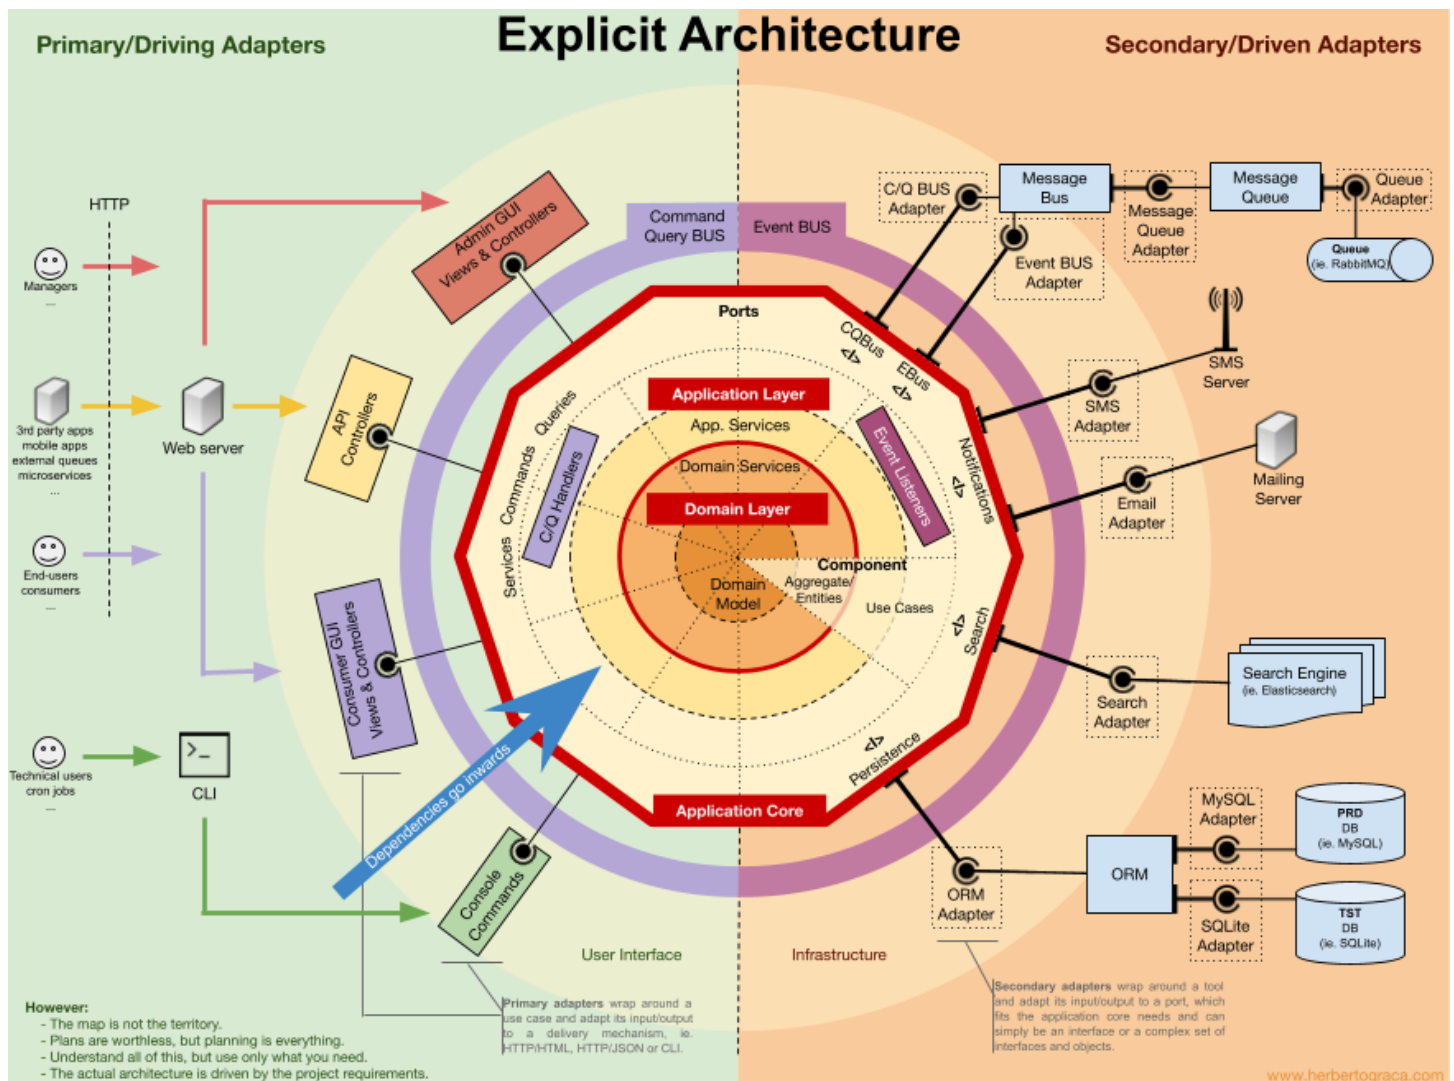 Explicit Architecture
Primary/Driving Adapters
Secondary/Driven Adapters
HTTP
Managers
...
3rd party apps
mobile apps
external queues
microservices
...
End-users
consumers
...
Technical users
cron jobs
...
Web server
CLI
Admin GUI
Views & Controllers
API
Controllers
Consumer GUI
Views & Controllers
Console
Commands
Dependencies go inwards
Command
Query BUS
Event BUS
Ports
Queries
Commands
Services
C/Q Handlers
Application Layer
App. Services
Domain Services
Domain Layer
Domain
Model
Component
Aggregate/
Entities
Use Cases
Event Listeners
Application Core
CQBus
</>
EBus
</>
Notifications
</>
Search
</>
Persistence
</>
C/Q BUS
Adapter
Message
Bus
Event BUS
Adapter
Message
Queue
Adapter
Message
Queue
Queue
Adapter
Queue
(ie. RabbitMQ)
SMS
Adapter
SMS
Server
Email
Adapter
Mailing
Server
Search
Adapter
Search Engine
(ie. Elasticsearch)
ORM
Adapter
ORM
MySQL
Adapter
PRD
DB
(ie. MySQL)
SQLite
Adapter
TST
DB
(ie. SQLite)
User Interface
Infrastructure
Primary adapters wrap around a
use case and adapt its input/output
to a delivery mechanism, ie.
HTTP/HTML, HTTP/JSON or CLI.
Secondary adapters wrap around a tool
and adapt its input/output to a port, which
fits the application core needs and can
simply be an interface or a complex set of
interfaces and objects.
However:
- The map is not the territory.
- Plans are worthless, but planning is everything.
- Understand all of this, but use only what you need.
- The actual architecture is driven by the project requirements.
www.herbertograca.com